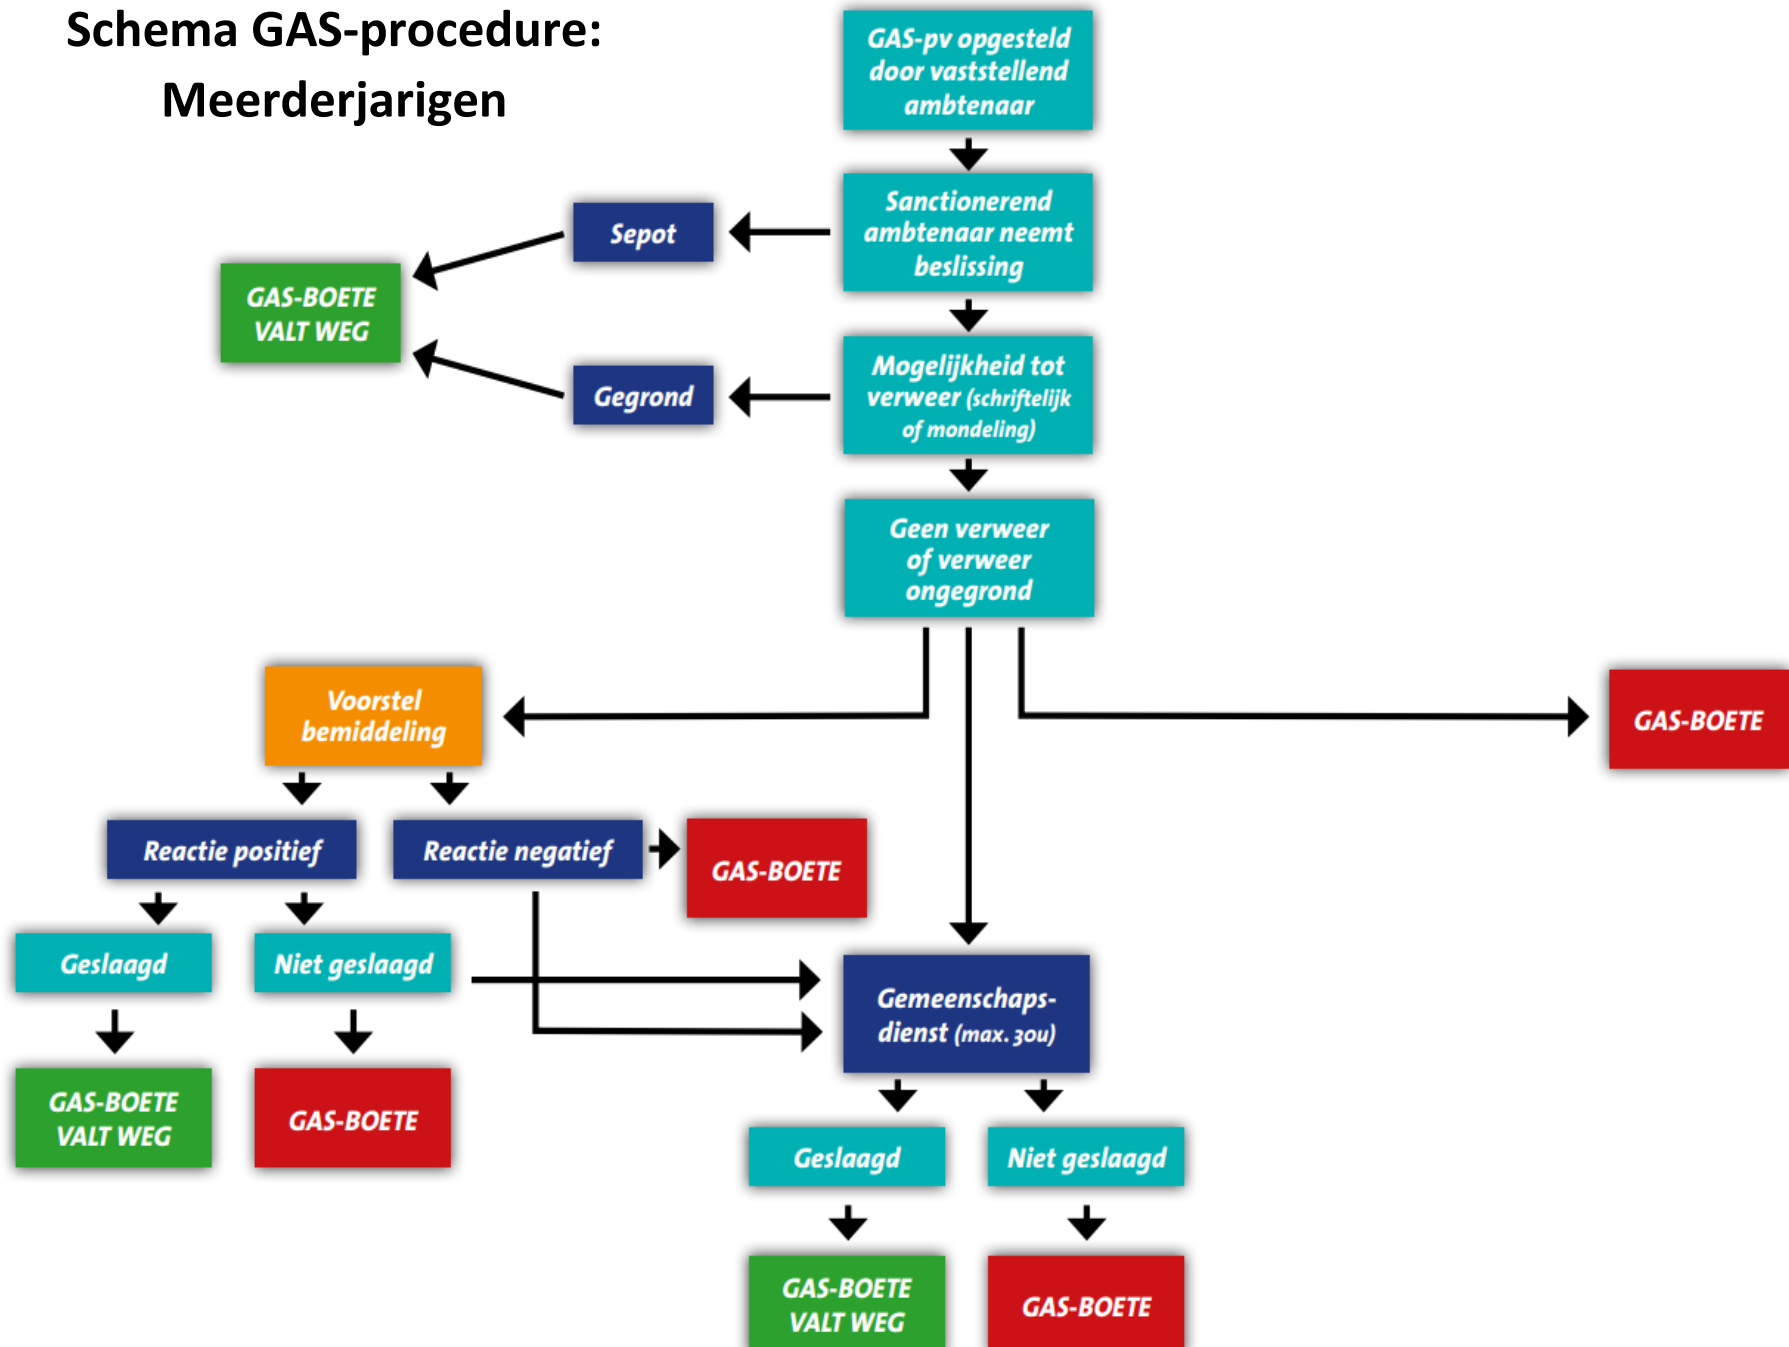 Schema GAS-procedure:
Meerderjarigen
GAS-pv opgesteld
door vaststellend
ambtenaar
Sanctionerend
ambtenaar neemt
beslissing
Sepot
GAS-BOETE
VALT WEG
Mogelijkheid tot
verweer (schriftelijk
of mondeling)
Gegrond
Geen verweer
of verweer
ongegrond
Voorstel
bemiddeling
GAS-BOETE
Reactie positief
Reactie negatief
GAS-BOETE
Geslaagd
Niet geslaagd
Gemeenschaps-
dienst (max. 30u)
GAS-BOETE
VALT WEG
GAS-BOETE
Geslaagd
Niet geslaagd
GAS-BOETE
VALT WEG
GAS-BOETE